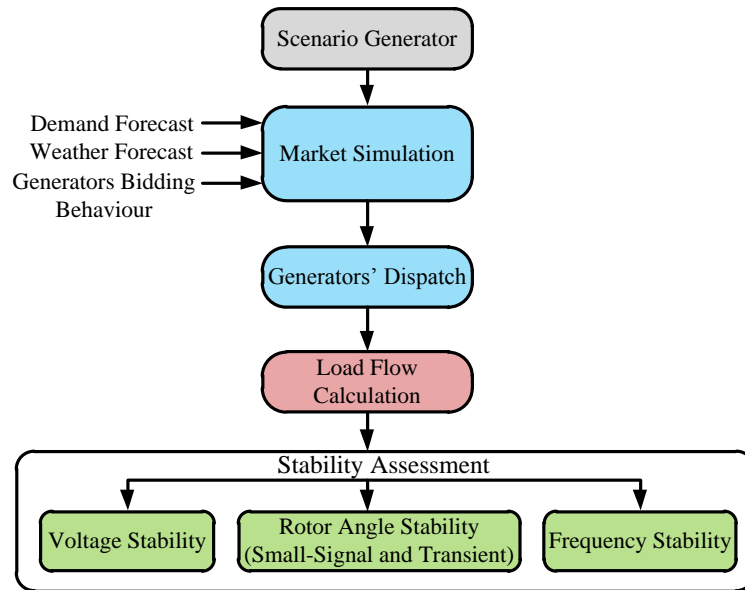 Scenario Generator
Demand Forecast
Weather Forecast
Generators Bidding
Behaviour
Market Simulation
Generators' Dispatch
Load Flow
Calculation
Stability Assessment
Voltage Stability
Rotor Angle Stability
(Small-Signal and Transient)
Frequency Stability